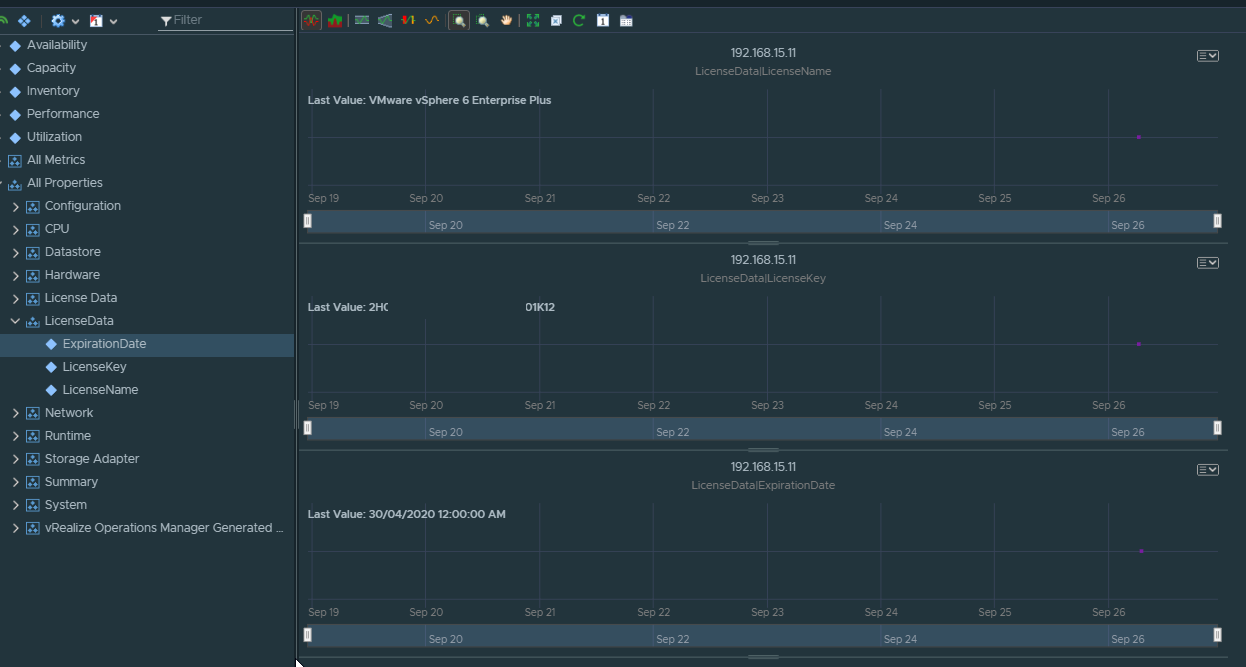 Filter
Availability
Capacity
Inventory
Performance
Utilization
All Metrics
All Properties
Configuration
CPU
Datastore
Hardware
License Data
LicenseData
ExpirationDate
LicenseKey
LicenseName
Network
Runtime
Storage Adapter
Summary
System
vRealize Operations Manager Generated ...
192.168.15.11
LicenseData|LicenseName
Last Value: VMware vSphere 6 Enterprise Plus
Sep 19 Sep 20 Sep 21 Sep 22 Sep 23 Sep 24 Sep 25 Sep 26
Sep 20 Sep 22 Sep 24 Sep 26
192.168.15.11
LicenseData|LicenseKey
Last Value: 2H 01K12
Sep 19 Sep 20 Sep 21 Sep 22 Sep 23 Sep 24 Sep 25 Sep 26
Sep 20 Sep 22 Sep 24 Sep 26
192.168.15.11
LicenseData|ExpirationDate
Last Value: 30/04/2020 12:00:00 AM
Sep 19 Sep 20 Sep 21 Sep 22 Sep 23 Sep 24 Sep 25 Sep 26
Sep 20 Sep 22 Sep 24 Sep 26